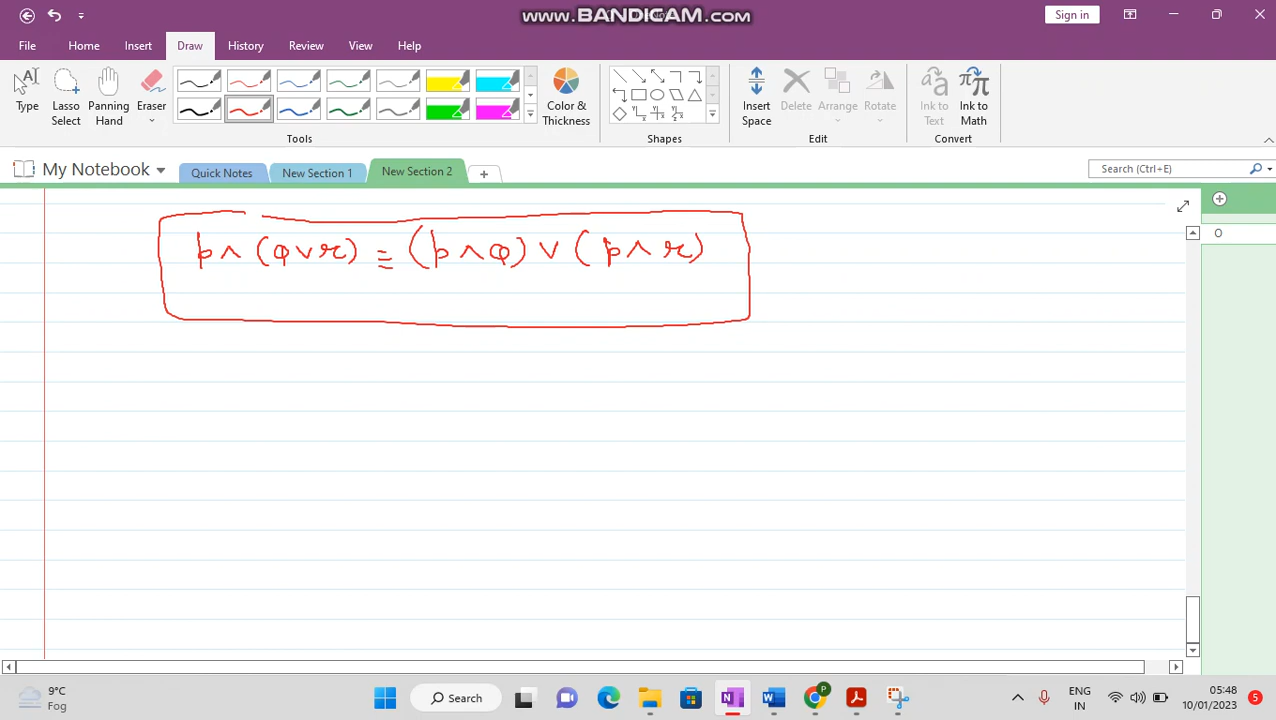 www.BANDICAM.com
Sign in
File Home Insert Draw History Review View Help
Type Lasso Select Panning Hand Eraser Color & Thickness Insert Space Delete Arrange Rotate Ink to Text Ink to Math
Tools Shapes Edit Convert
My Notebook Quick Notes New Section 1 New Section 2 Search (Ctrl+E)
p∧(q∨r) ≡ (p∧q)∨(p∧r)
9°C
Fog
Search
ENG
IN
05:48
10/01/2023
5